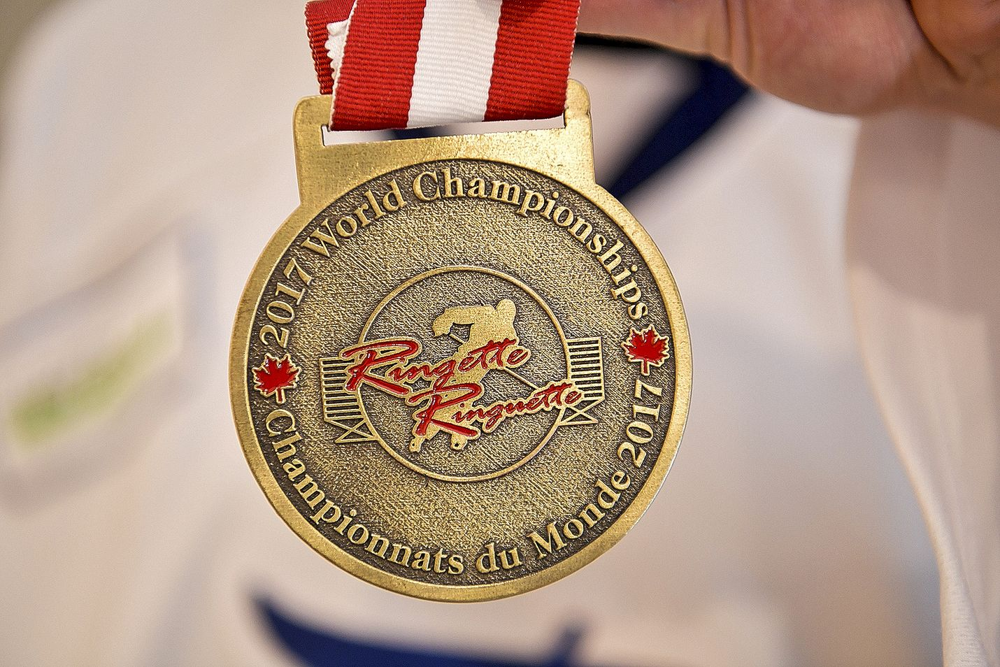 2017 World Championships
Ringette
Ringuette
Championnats du Monde 2017